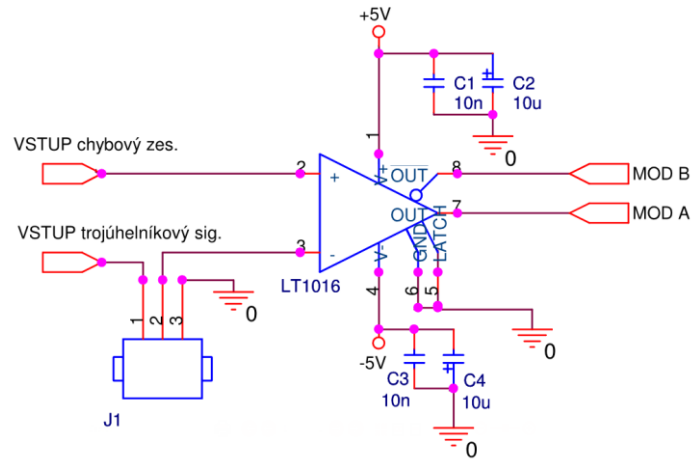 +5V
C1
10n
C2
10u
0
1
VSTUP chybový zes.
2
+
V+
OUT
8
MOD B
OUT
7
MOD A
VSTUP trojúhelníkový sig.
3
-
V-
GND
LATCH
LT1016
4
6
5
0
0
1
2
3
J1
-5V
C3
10n
C4
10u
0